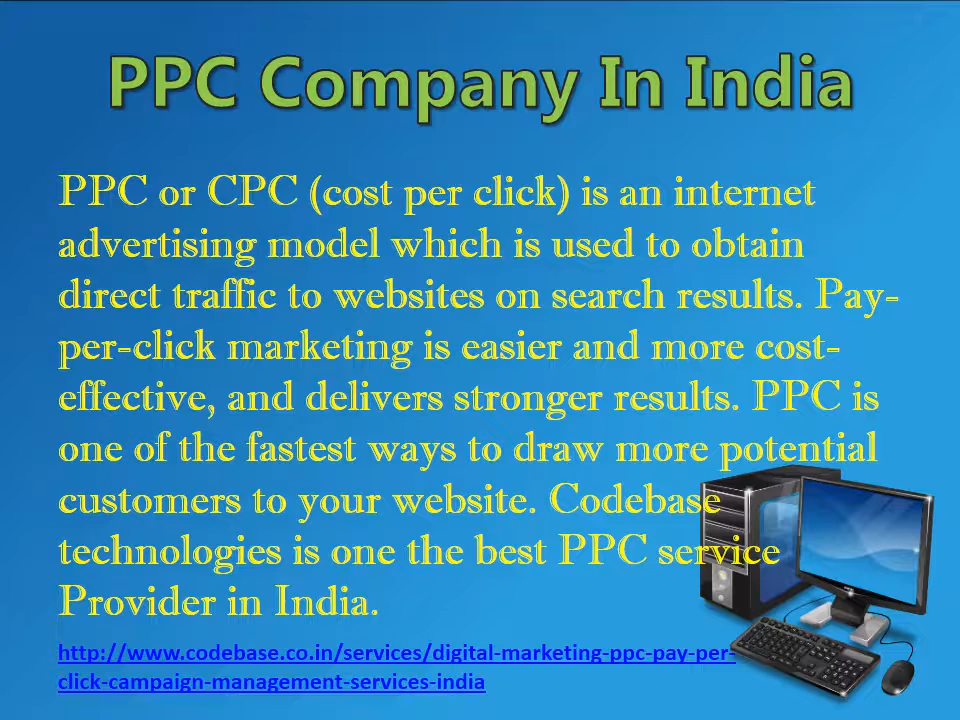 PPC Company In India
PPC or CPC (cost per click) is an internet
advertising model which is used to obtain
direct traffic to websites on search results. Pay-
per-click marketing is easier and more cost-
effective, and delivers stronger results. PPC is
one of the fastest ways to draw more potential
customers to your website. Codebase
technologies is one the best PPC service
Provider in India.
http://www.codebase.co.in/services/digital-marketing-ppc-pay-per-
click-campaign-management-services-india